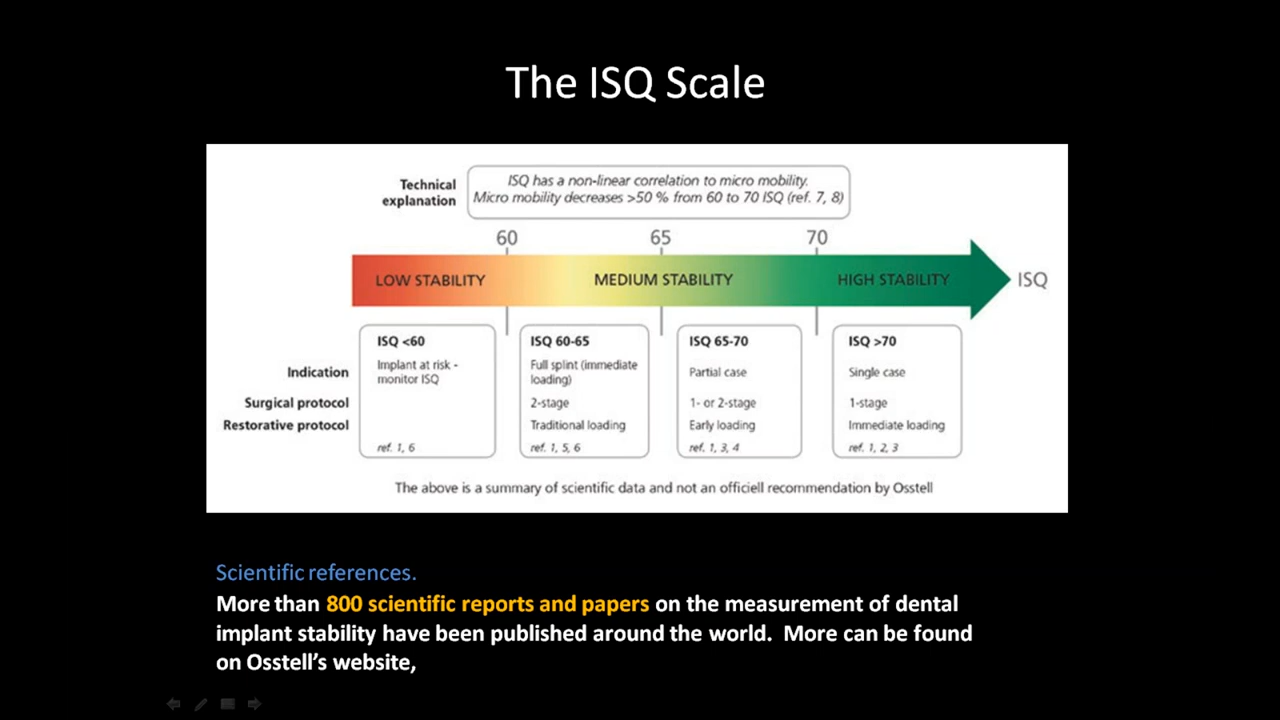 The ISQ Scale
Technical
explanation
ISQ has a non-linear correlation to micro mobility.
Micro mobility decreases >50 % from 60 to 70 ISQ (ref. 7, 8)
60
65
70
LOW STABILITY
MEDIUM STABILITY
HIGH STABILITY
ISQ
Indication
Surgical protocol
Restorative protocol
ISQ <60
Implant at risk -
monitor ISQ
ref. 1, 6
ISQ 60-65
Full splint (immediate
loading)
2-stage
Traditional loading
ref. 1, 5, 6
ISQ 65-70
Partial case
1- or 2-stage
Early loading
ref. 1, 3, 4
ISQ >70
Single case
1-stage
Immediate loading
ref. 1, 2, 3
The above is a summary of scientific data and not an officiell recommendation by Osstell
Scientific references.
More than 800 scientific reports and papers on the measurement of dental
implant stability have been published around the world.  More can be found
on Osstell’s website,